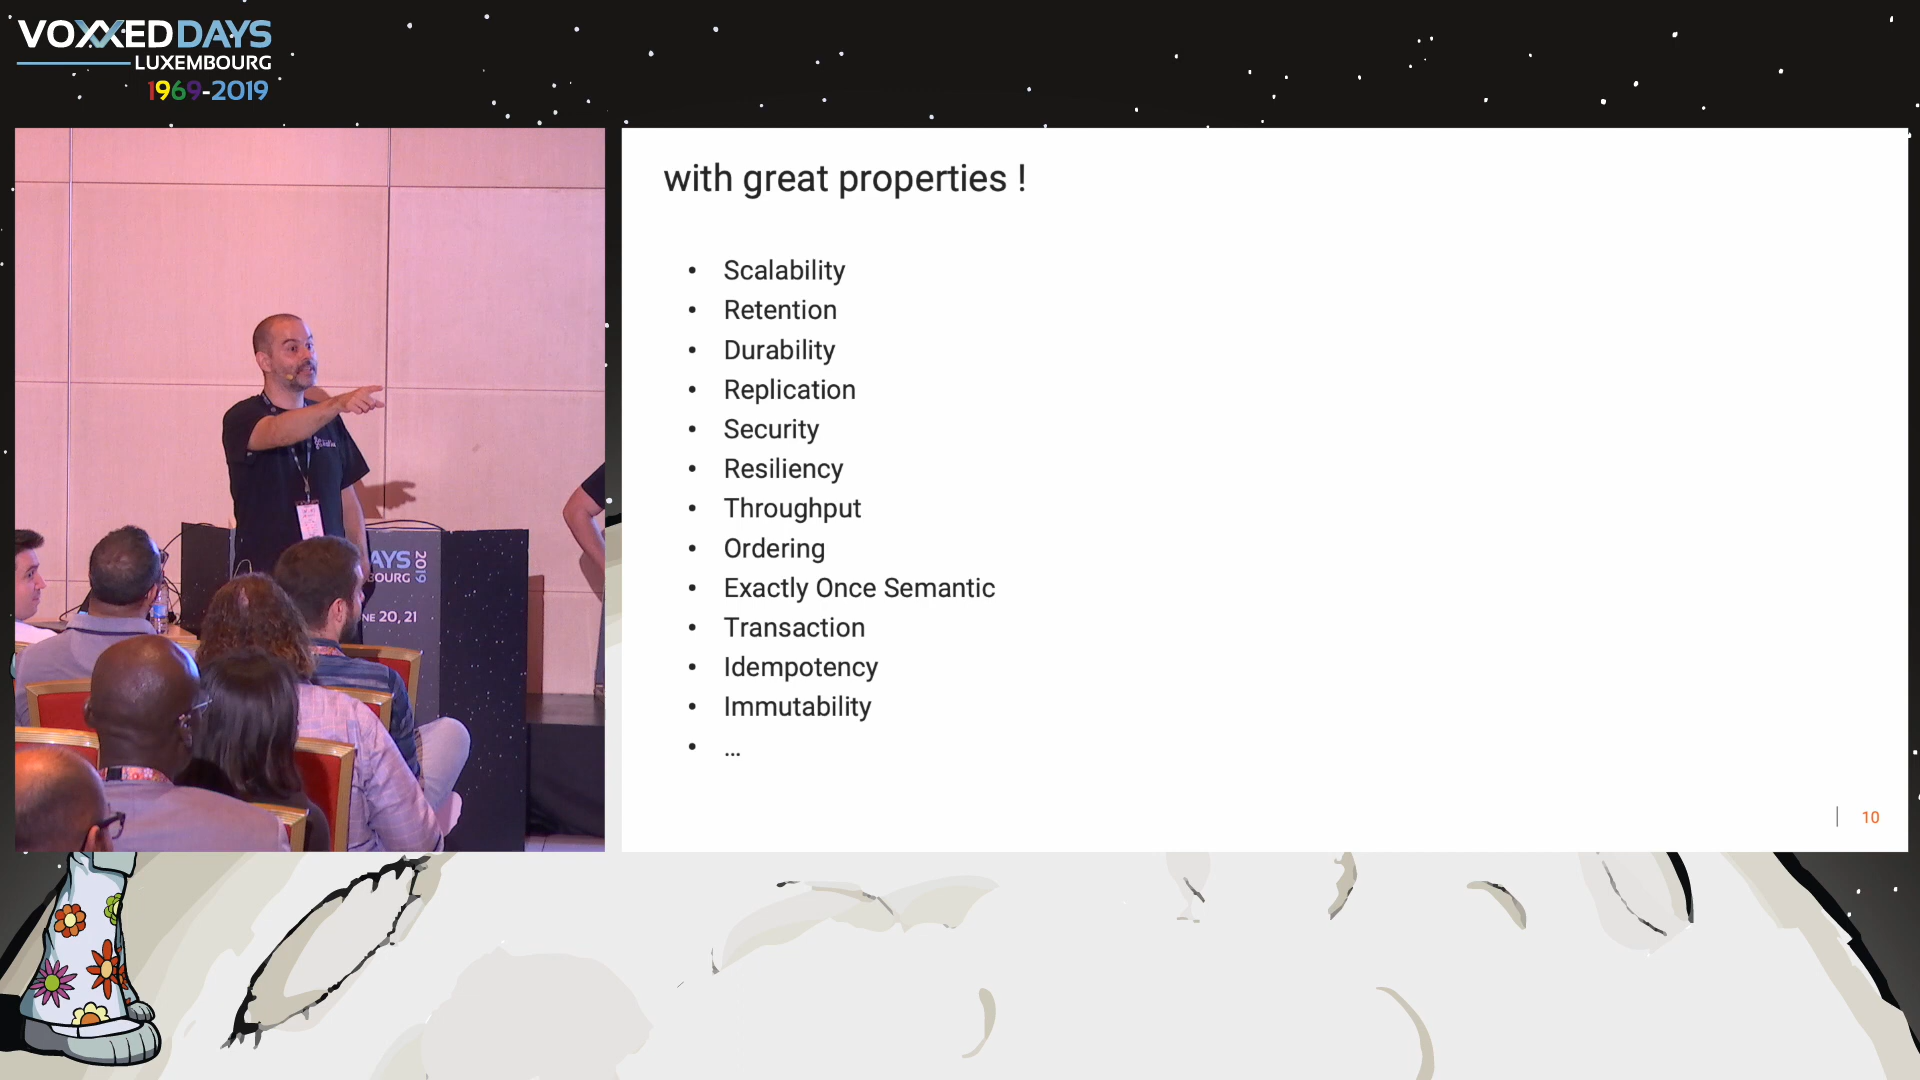 VOXXEDDAYS
LUXEMBOURG
1969-2019
with great properties !
• Scalability
• Retention
• Durability
• Replication
• Security
• Resiliency
• Throughput
• Ordering
• Exactly Once Semantic
• Transaction
• Idempotency
• Immutability
• ...
10
AYS
BOURG
2019
NE 20, 21